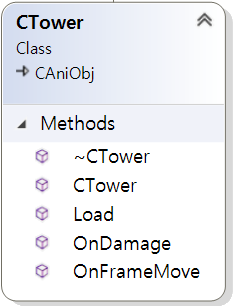 CTower
Class
CAniObj
Methods
~CTower
CTower
Load
OnDamage
OnFrameMove